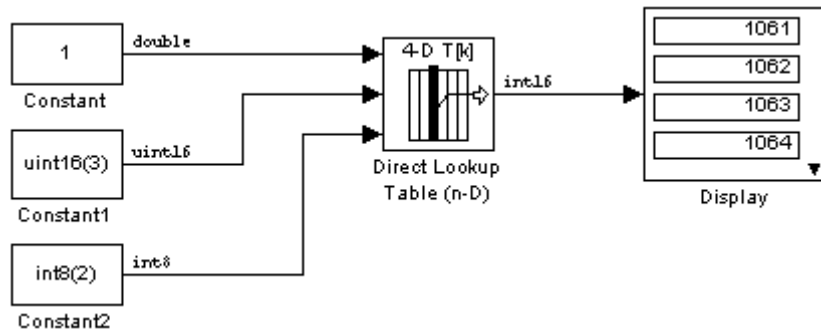 1
double
Constant
uint16(3)
uint16
Constant1
int8(2)
int8
Constant2
4-D T[k]
Direct Lookup
Table (n-D)
int16
1061
1062
1063
1064
Display